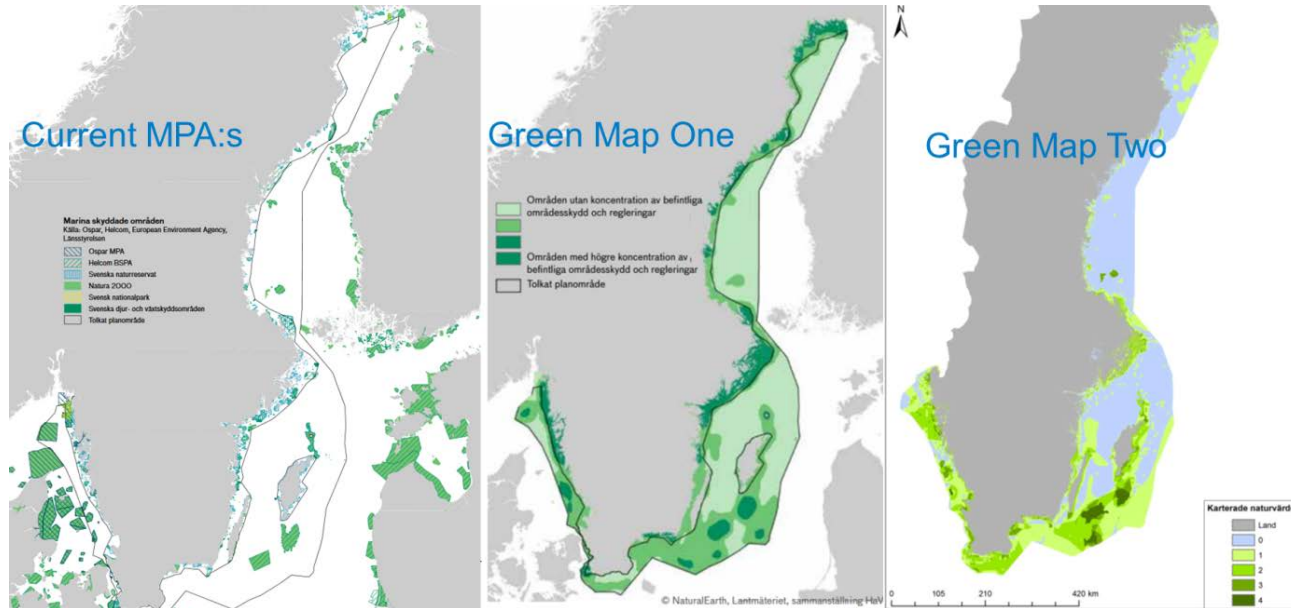 Current MPA:s
Marina skyddade områden
Källa: Ospar, Helcom, European Environment Agency,
Länsstyrelsen
Ospar MPA
Helcom BSPA
Svenska naturreservat
Natura 2000
Svensk nationalpark
Svenska djur- och växtskyddsområden
Tolkat planområde
Green Map One
Områden utan koncentration av befintliga
områdesskydd och regleringar
Områden med högre koncentration av
befintliga områdesskydd och regleringar
Tolkat planområde
© NaturalEarth, Lantmäteriet, sammanställning HaV
N
Green Map Two
Karterade naturvärde
Land
0
1
2
3
4
0 105 210 420 km